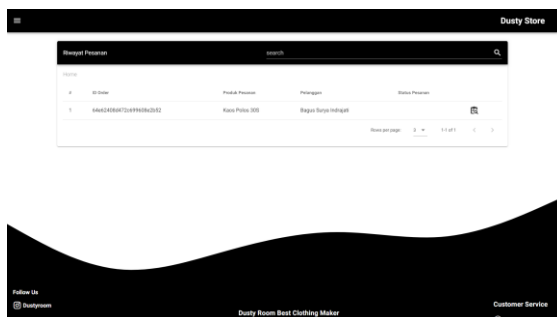 Dusty Store
Riwayat Pesanan search
Home
# ID Order Produk Pesanan Pelanggan Status Pesanan
1 Kaos Polos 30S Bagus Surya Indrajati
Rows per page: 5 1-1 of 1
Follow Us
Dustyroom
Customer Service
Dusty Room Best Clothing Maker